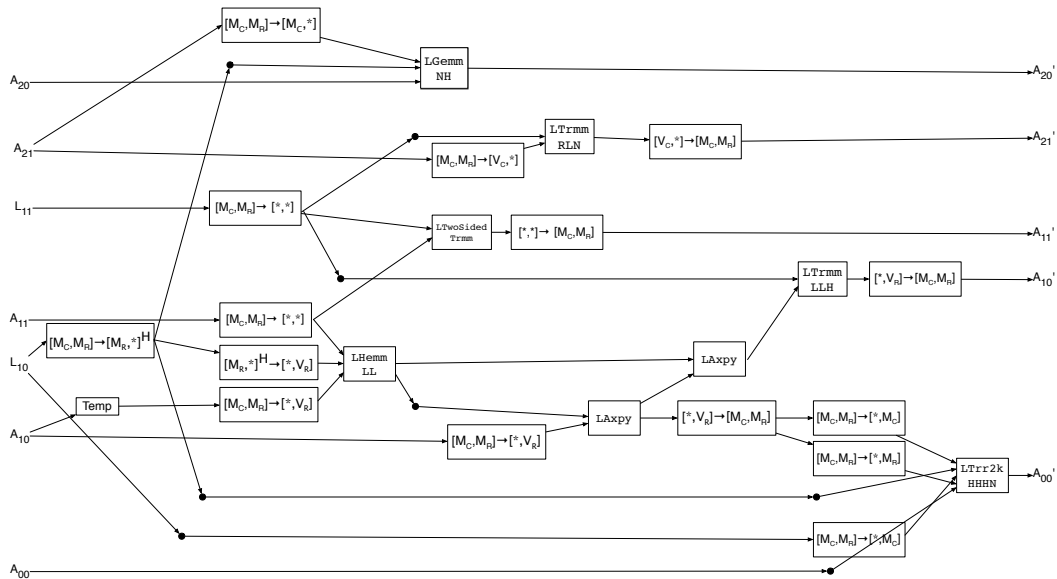 [M_C,M_R]→[M_C,*]
LGemm
NH
A_20
A_20'
LTrmm
RLN
[V_C,*]→[M_C,M_R]
A_21'
A_21
[M_C,M_R]→[V_C,*]
L_11
[M_C,M_R]→ [*,*]
LTwoSided
Trmm
[*,*]→ [M_C,M_R]
A_11'
LTrmm
LLH
[*,V_R]→[M_C,M_R]
A_10'
A_11
[M_C,M_R]→ [*,*]
[M_C,M_R]→[M_R,*]^H
L_10
[M_R,*]^H→[*,V_R]
LHemm
LL
LAxpy
Temp
[M_C,M_R]→[*,V_R]
LAxpy
[*,V_R]→[M_C,M_R]
[M_C,M_R]→[*,M_C]
A_10
[M_C,M_R]→[*,V_R]
[M_C,M_R]→[*,M_R]
LTrr2k
HHHN
A_00'
[M_C,M_R]→[*,M_C]
A_00